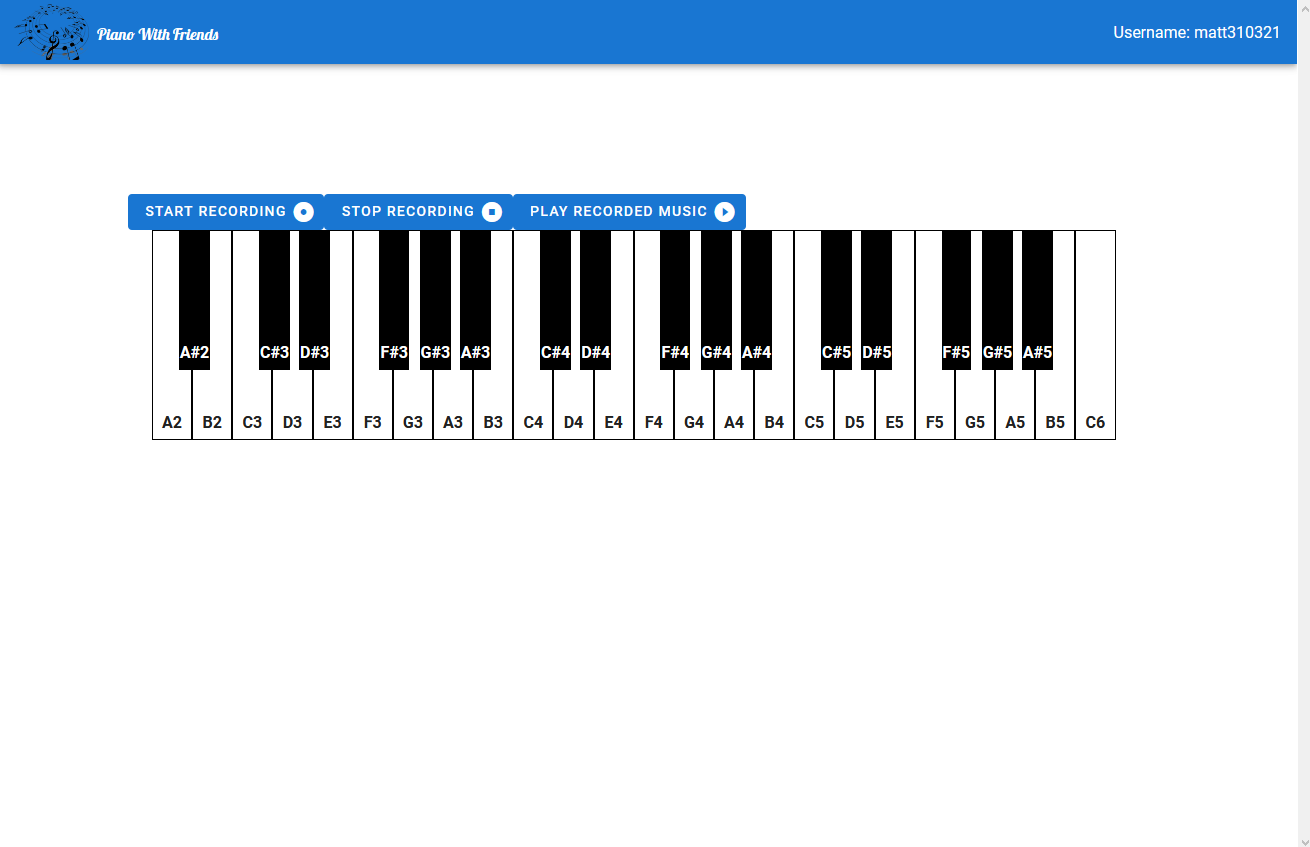 Piano With Friends
Username: matt310321
START RECORDING STOP RECORDING PLAY RECORDED MUSIC
A#2 C#3 D#3 F#3 G#3 A#3 C#4 D#4 F#4 G#4 A#4 C#5 D#5 F#5 G#5 A#5
A2 B2 C3 D3 E3 F3 G3 A3 B3 C4 D4 E4 F4 G4 A4 B4 C5 D5 E5 F5 G5 A5 B5 C6